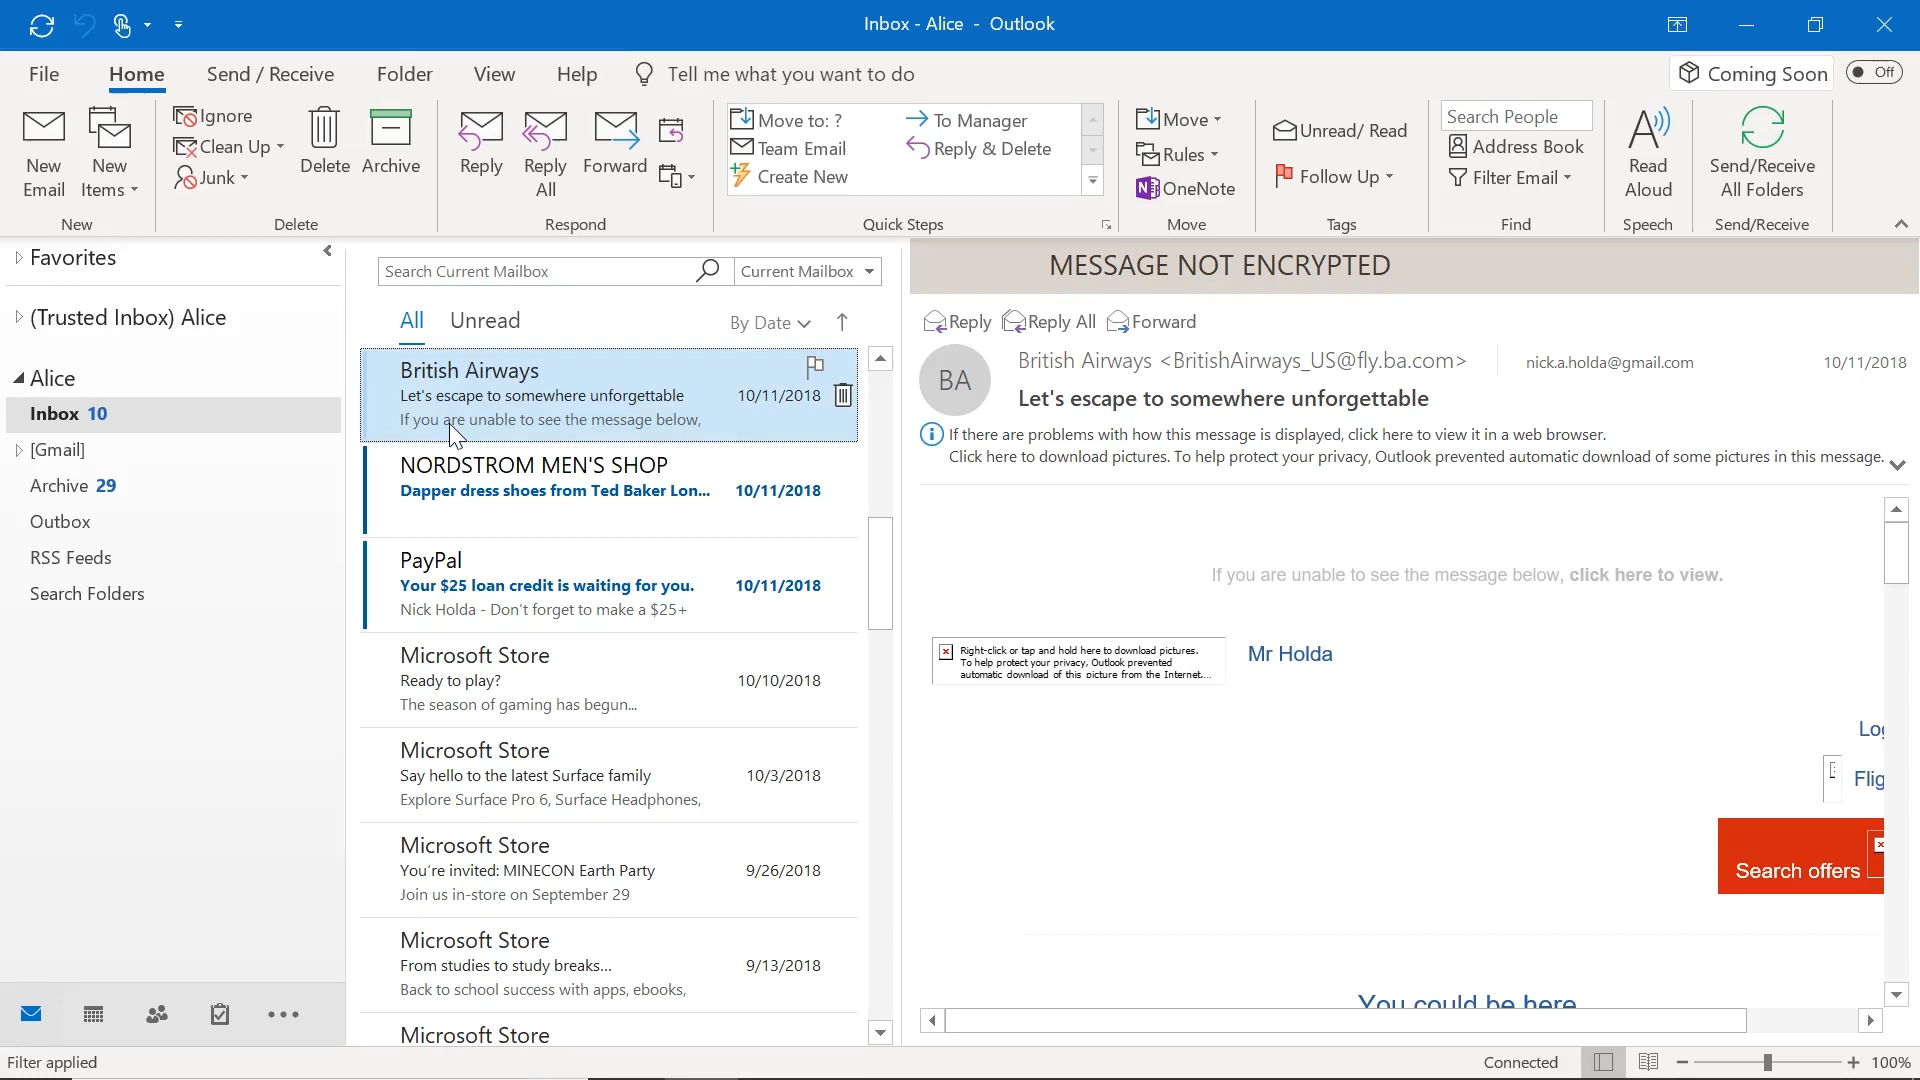 Inbox - Alice - Outlook
File Home Send / Receive Folder View Help Tell me what you want to do
Coming Soon Off
New Email
New Items
New
Ignore
Clean Up
Junk
Delete
Archive
Delete
Reply
Reply All
Forward
Respond
Move to: ?
Team Email
Create New
To Manager
Reply & Delete
Quick Steps
Move
Rules
OneNote
Move
Unread/ Read
Follow Up
Tags
Search People
Address Book
Filter Email
Find
Read Aloud
Speech
Send/Receive All Folders
Send/Receive
Favorites
(Trusted Inbox) Alice
Alice
Inbox 10
[Gmail]
Archive 29
Outbox
RSS Feeds
Search Folders
Search Current Mailbox Current Mailbox
All Unread By Date
British Airways
Let's escape to somewhere unforgettable 10/11/2018
If you are unable to see the message below,
NORDSTROM MEN'S SHOP
Dapper dress shoes from Ted Baker Lon... 10/11/2018
PayPal
Your $25 loan credit is waiting for you. 10/11/2018
Nick Holda - Don't forget to make a $25+
Microsoft Store
Ready to play? 10/10/2018
The season of gaming has begun...
Microsoft Store
Say hello to the latest Surface family 10/3/2018
Explore Surface Pro 6, Surface Headphones,
Microsoft Store
You're invited: MINECON Earth Party 9/26/2018
Join us in-store on September 29
Microsoft Store
From studies to study breaks... 9/13/2018
Back to school success with apps, ebooks,
Microsoft Store
MESSAGE NOT ENCRYPTED
Reply Reply All Forward
BA
British Airways <BritishAirways_US@fly.ba.com> nick.a.holda@gmail.com 10/11/2018
Let's escape to somewhere unforgettable
If there are problems with how this message is displayed, click here to view it in a web browser.
Click here to download pictures. To help protect your privacy, Outlook prevented automatic download of some pictures in this message.
If you are unable to see the message below, click here to view.
Right-click or tap and hold here to download pictures.
To help protect your privacy, Outlook prevented
automatic download of this picture from the Internet....
Mr Holda
Log
Flig
Search offers
You could be here
Filter applied
Connected 100%